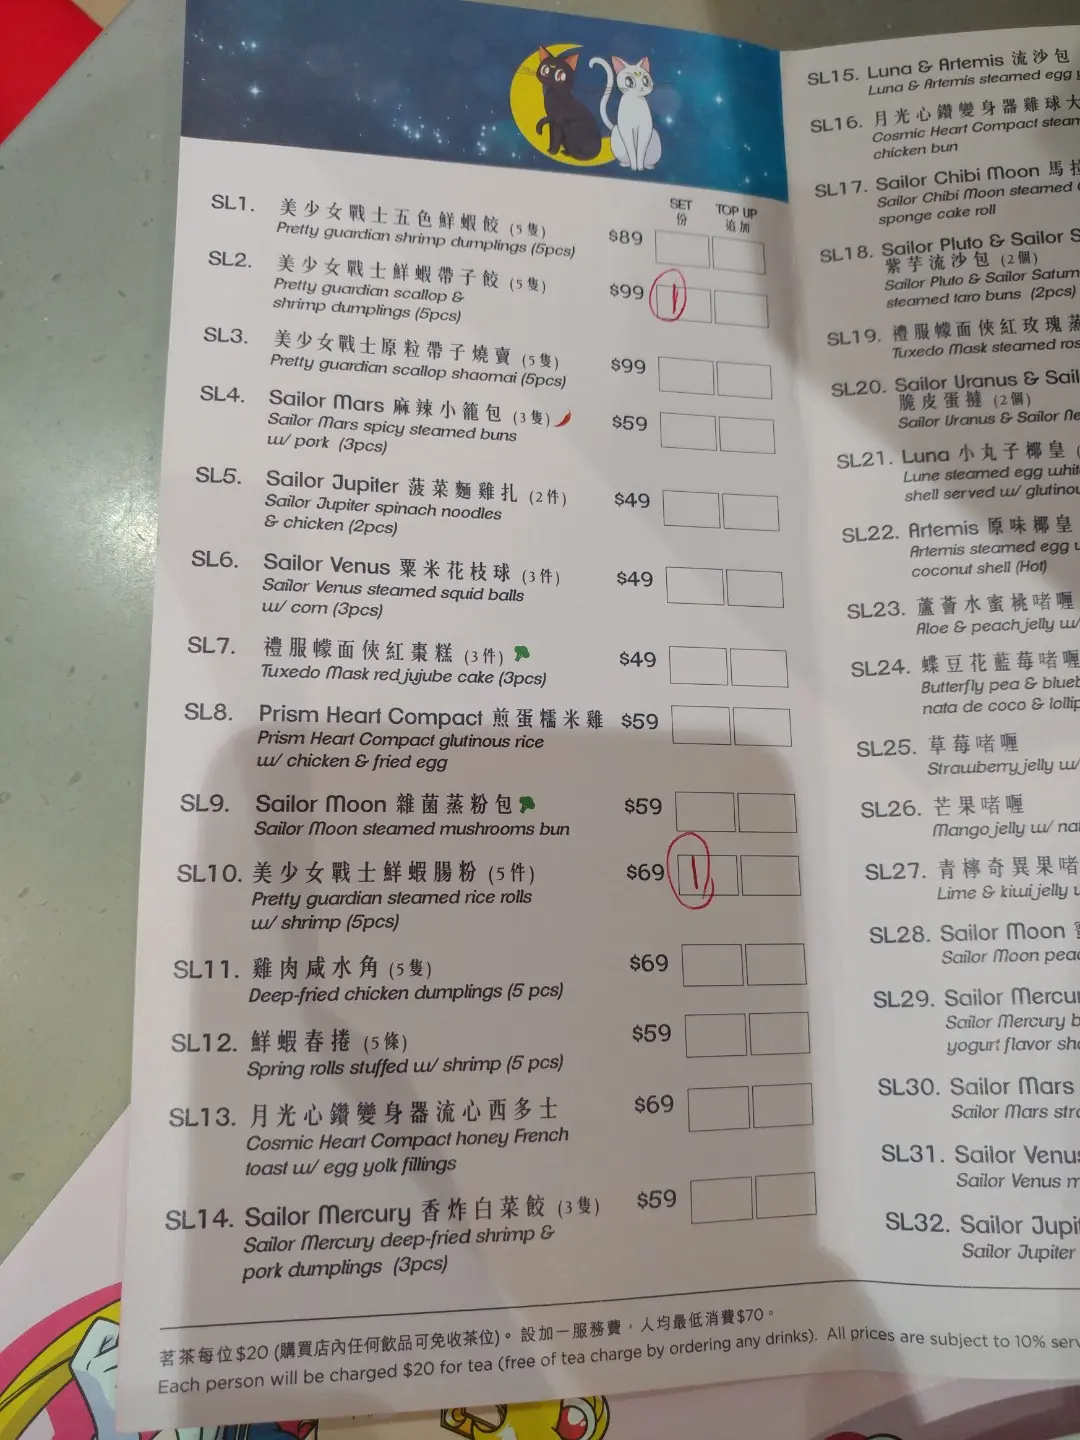 SET TOP UP
份 追加
SL1. 美少女戰士五色鮮蝦餃 (5隻) $89
Pretty guardian shrimp dumplings (5pcs)
SL2. 美少女戰士鮮蝦帶子餃 (5隻) $99 1
Pretty guardian scallop &
shrimp dumplings (5pcs)
SL3. 美少女戰士原粒帶子燒賣 (5隻) $99
Pretty guardian scallop shaomai (5pcs)
SL4. Sailor Mars 麻辣小籠包 (3隻) $59
Sailor Mars spicy steamed buns
w/ pork (3pcs)
SL5. Sailor Jupiter 菠菜麵雞扎 (2件) $49
Sailor Jupiter spinach noodles
& chicken (2pcs)
SL6. Sailor Venus 粟米花枝球 (3件) $49
Sailor Venus steamed squid balls
w/ corn (3pcs)
SL7. 禮服幪面俠紅棗糕 (3件) $49
Tuxedo Mask red jujube cake (3pcs)
SL8. Prism Heart Compact 煎蛋糯米雞 $59
Prism Heart Compact glutinous rice
w/ chicken & fried egg
SL9. Sailor Moon 雜菌蒸粉包 $59
Sailor Moon steamed mushrooms bun
SL10. 美少女戰士鮮蝦腸粉 (5件) $69 1
Pretty guardian steamed rice rolls
w/ shrimp (5pcs)
SL11. 雞肉咸水角 (5隻) $69
Deep-fried chicken dumplings (5 pcs)
SL12. 鮮蝦春捲 (5條) $59
Spring rolls stuffed w/ shrimp (5 pcs)
SL13. 月光心鑽變身器流心西多士 $69
Cosmic Heart Compact honey French
toast w/ egg yolk fillings
SL14. Sailor Mercury 香炸白菜餃 (3隻) $59
Sailor Mercury deep-fried shrimp &
pork dumplings (3pcs)
SL15. Luna & Artemis 流沙包
Luna & Artemis steamed egg
SL16. 月光心鑽變身器雞球大
Cosmic Heart Compact steam
chicken bun
SL17. Sailor Chibi Moon 馬拉
Sailor Chibi Moon steamed
sponge cake roll
SL18. Sailor Pluto & Sailor S
紫芋流沙包 (2個)
Sailor Pluto & Sailor Saturn
steamed taro buns (2pcs)
SL19. 禮服幪面俠紅玫瑰蒸
Tuxedo Mask steamed ros
SL20. Sailor Uranus & Sail
脆皮蛋撻 (2個)
Sailor Uranus & Sailor Ne
SL21. Luna 小丸子椰皇
Lune steamed egg whit
shell served w/ glutinou
SL22. Artemis 原味椰皇
Artemis steamed egg
coconut shell (Hot)
SL23. 蘆薈水蜜桃啫喱
Aloe & peach jelly w/
SL24. 蝶豆花藍莓啫喱
Butterfly pea & blueb
nata de coco & lollip
SL25. 草莓啫喱
Strawberry jelly w/
SL26. 芒果啫喱
Mango jelly w/ nat
SL27. 青檸奇異果啫
Lime & kiwi jelly
SL28. Sailor Moon
Sailor Moon peac
SL29. Sailor Mercu
Sailor Mercury b
yogurt flavor sh
SL30. Sailor Mars
Sailor Mars str
SL31. Sailor Venus
Sailor Venus m
SL32. Sailor Jupi
Sailor Jupiter
茗茶每位$20 (購買店內任何飲品可免收茶位)。設加一服務費，人均最低消費$70。
Each person will be charged $20 for tea (free of tea charge by ordering any drinks). All prices are subject to 10% serv